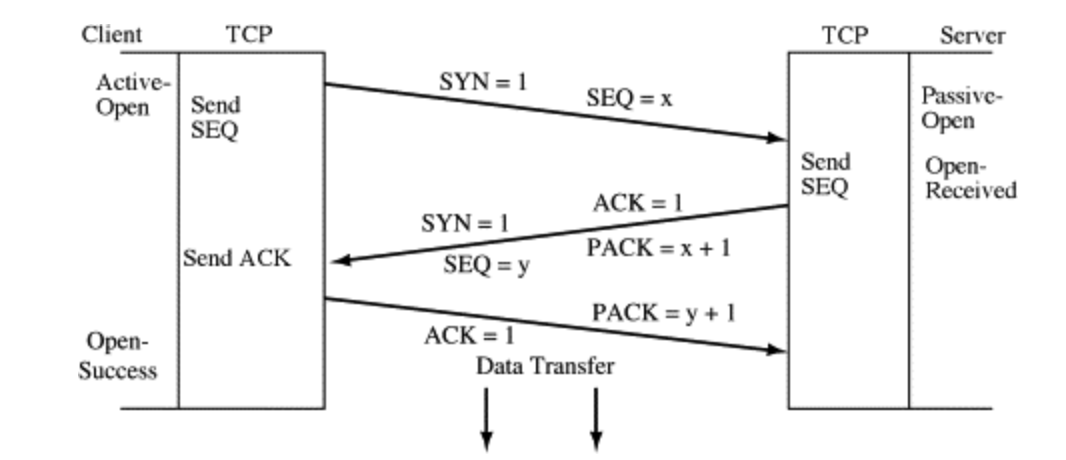 Client
TCP
TCP
Server
Active-
Open
Send
SEQ
SYN = 1
SEQ = x
Passive-
Open
Send
SEQ
Open-
Received
ACK = 1
SYN = 1
PACK = x + 1
SEQ = y
Send ACK
PACK = y + 1
ACK = 1
Open-
Success
Data Transfer